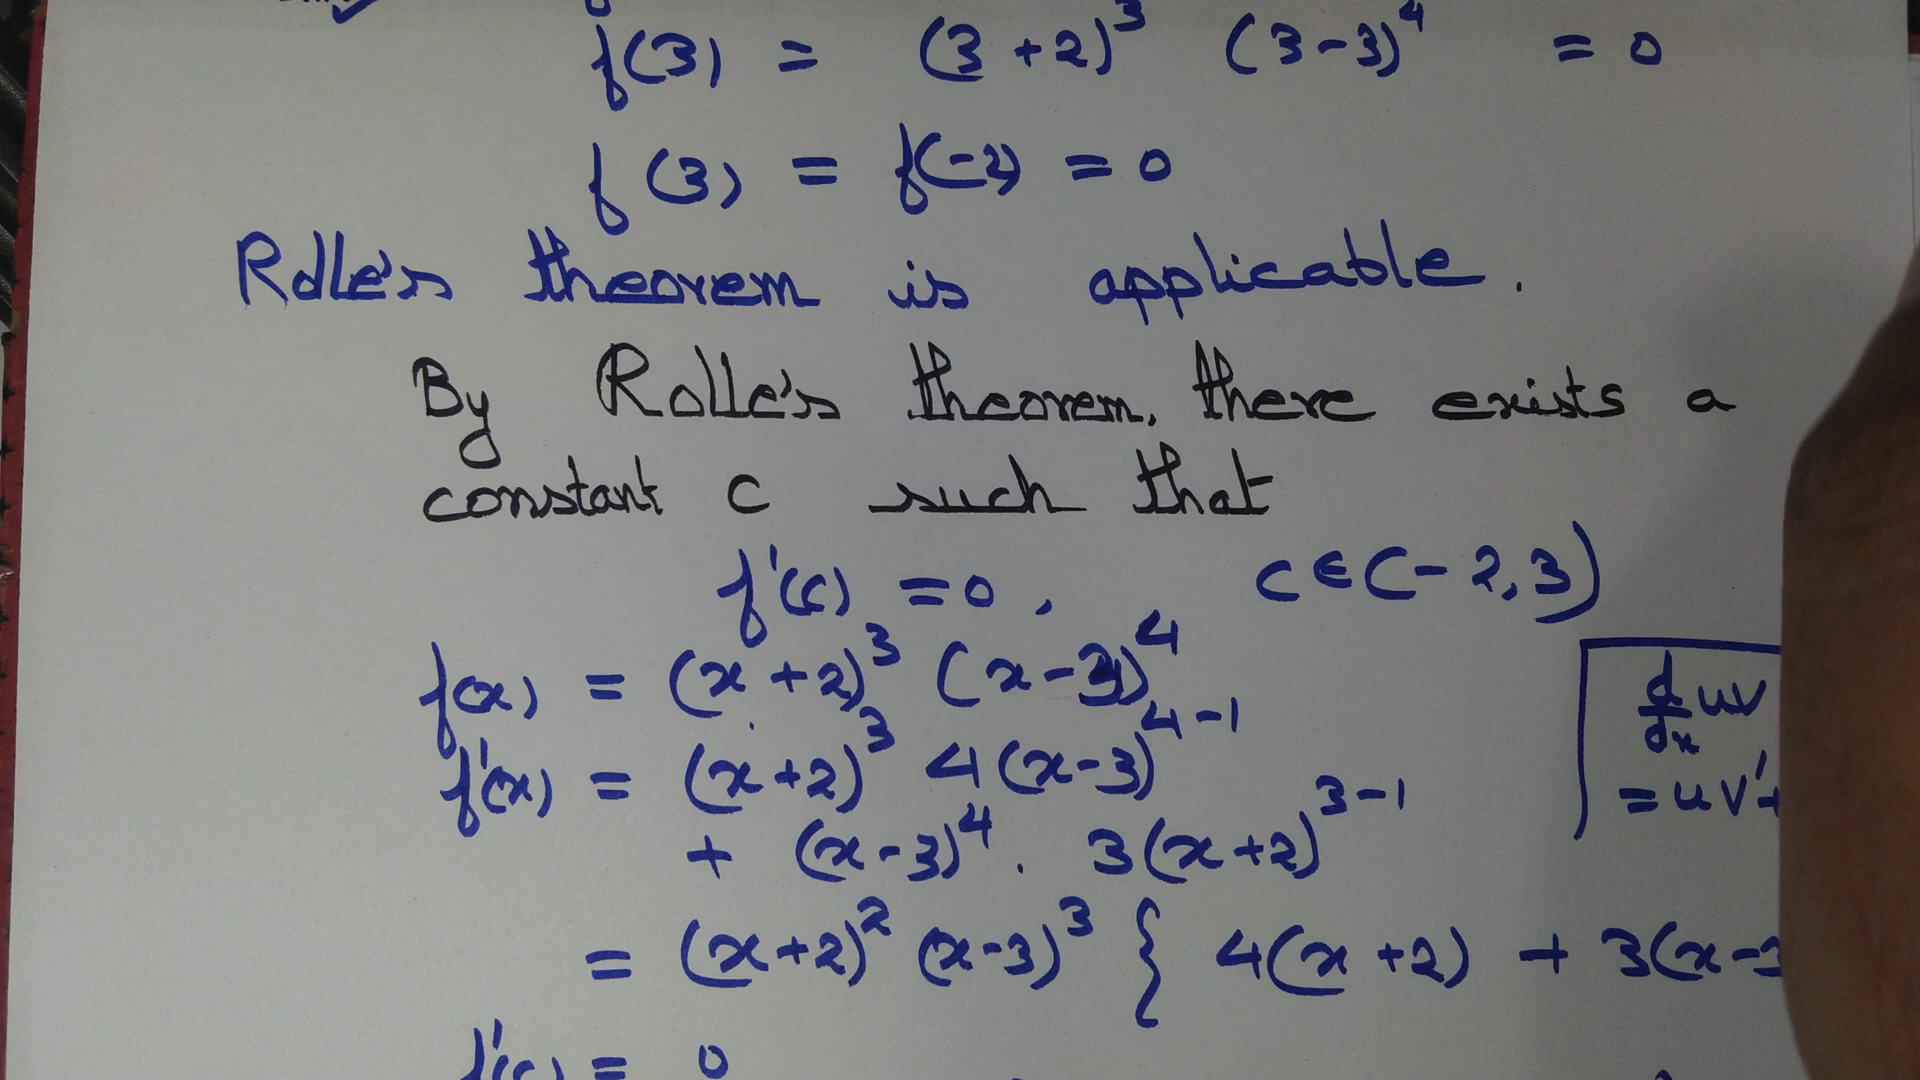 f(3) = (3+2)³ (3-3)⁴ = 0
f(3) = f(-2) = 0
Rolle's theorem is applicable.
By Rolle's theorem, there exists a
constant c such that
f'(c) = 0, c∈(-2,3)
f(x) = (x+2)³ (x-3)⁴
f'(x) = (x+2)³ 4(x-3)⁴⁻¹
+ (x-3)⁴ . 3(x+2)³⁻¹
d/dx uv
= uv'+
= (x+2)² (x-3)³ { 4(x+2) + 3(x-3
f'(c) = 0